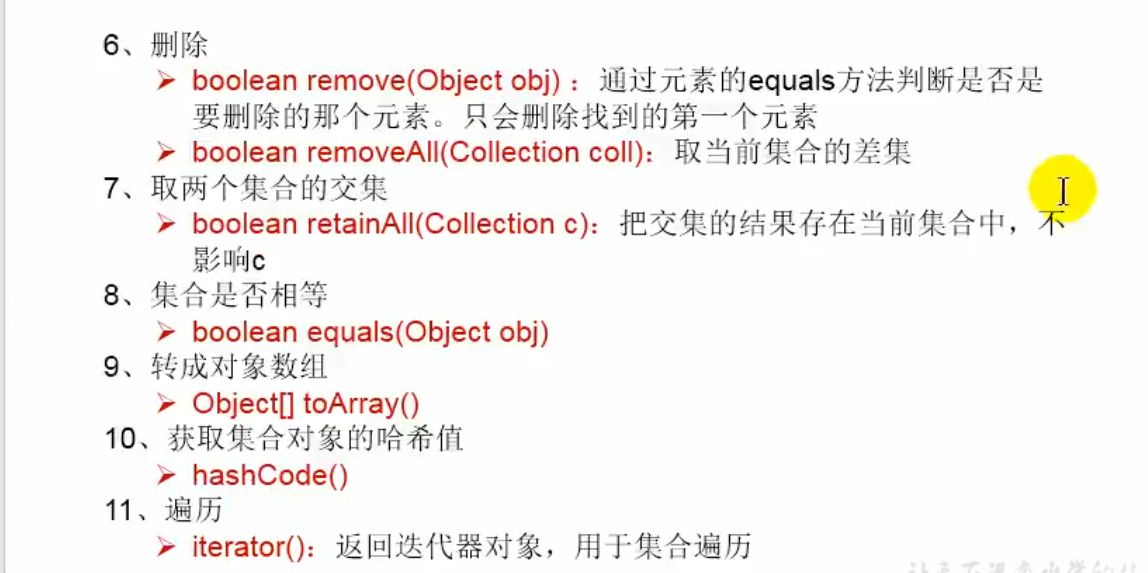 6、删除
➢ boolean remove(Object obj) ：通过元素的equals方法判断是否是
要删除的那个元素。只会删除找到的第一个元素
➢ boolean removeAll(Collection coll)：取当前集合的差集
7、取两个集合的交集
➢ boolean retainAll(Collection c)：把交集的结果存在当前集合中，不
影响c
8、集合是否相等
➢ boolean equals(Object obj)
9、转成对象数组
➢ Object[] toArray()
10、获取集合对象的哈希值
➢ hashCode()
11、遍历
➢ iterator()：返回迭代器对象，用于集合遍历